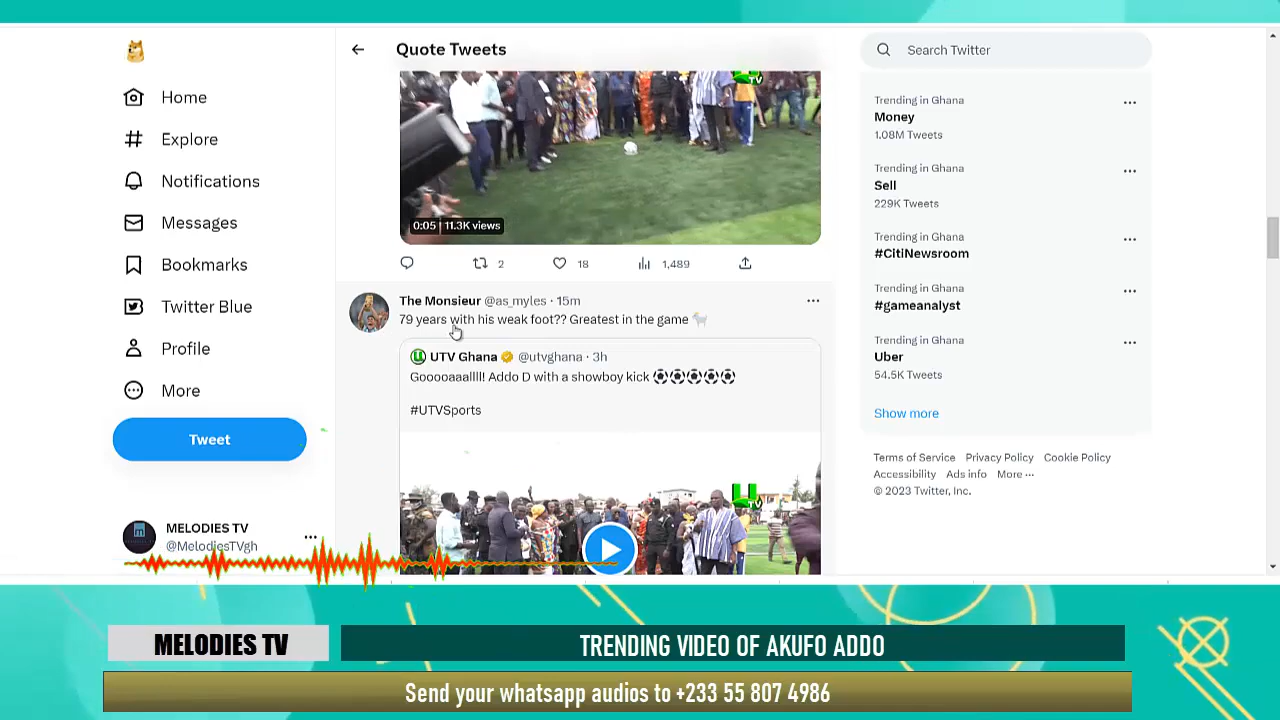 Home
Explore
Notifications
Messages
Bookmarks
Twitter Blue
Profile
More
Tweet
MELODIES TV
@MelodiesTVgh
Quote Tweets
0:05 | 11.3K views
2
18
1,489
The Monsieur @as_myles · 15m
79 years with his weak foot?? Greatest in the game 🐐
UTV Ghana @utvghana · 3h
Gooooaaallll! Addo D with a showboy kick ⚽⚽⚽⚽⚽
#UTVSports
Search Twitter
Trending in Ghana
Money
1.08M Tweets
Trending in Ghana
Sell
229K Tweets
Trending in Ghana
#CitiNewsroom
Trending in Ghana
#gameanalyst
Trending in Ghana
Uber
54.5K Tweets
Show more
Terms of Service Privacy Policy Cookie Policy
Accessibility Ads info More ···
© 2023 Twitter, Inc.
MELODIES TV
TRENDING VIDEO OF AKUFO ADDO
Send your whatsapp audios to +233 55 807 4986